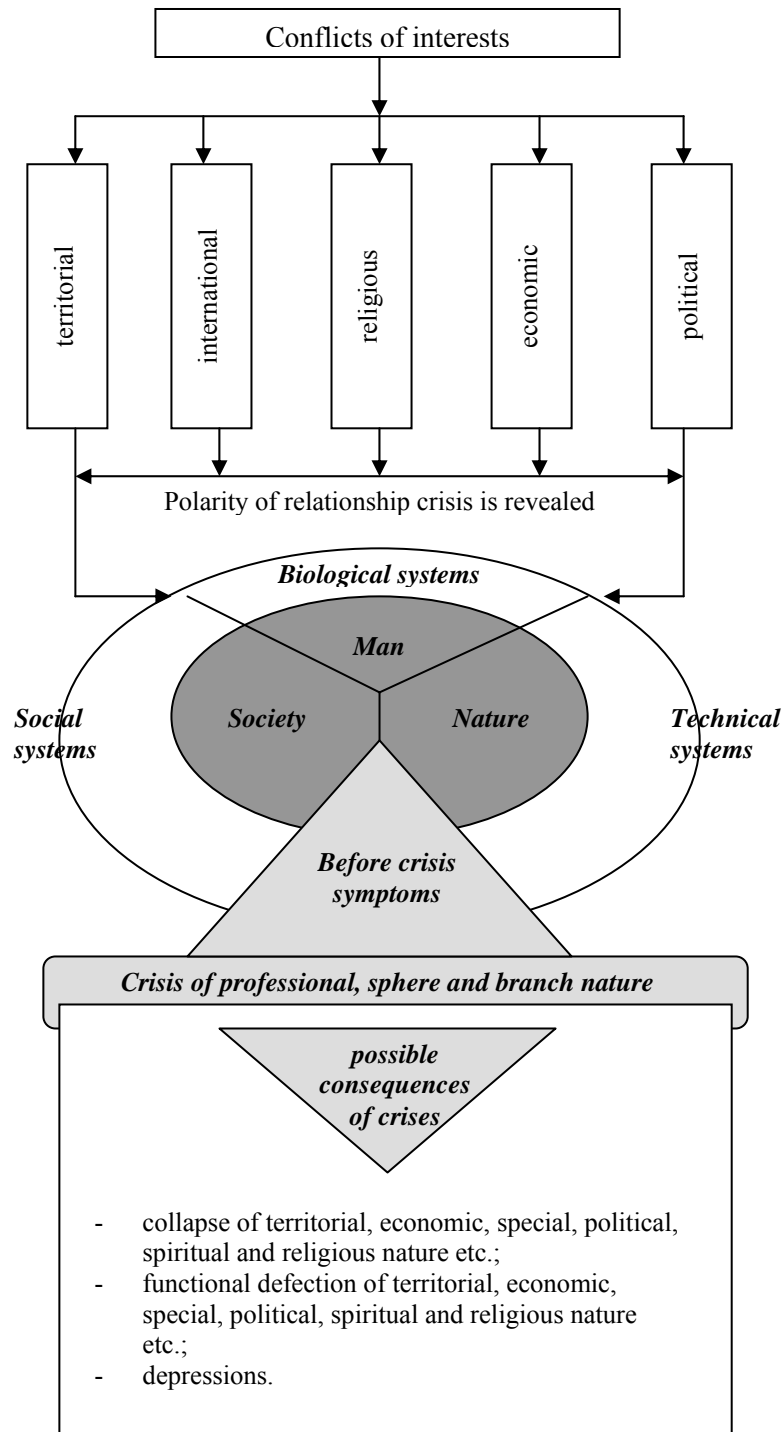 Conflicts of interests
territorial
international
religious
economic
political
Polarity of relationship crisis is revealed
Biological systems
Man
Social
systems
Society
Nature
Technical
systems
Before crisis
symptoms
Crisis of professional, sphere and branch nature
possible
consequences
of crises
- collapse of territorial, economic, special, political,
spiritual and religious nature etc.;
- functional defection of territorial, economic,
special, political, spiritual and religious nature
etc.;
- depressions.